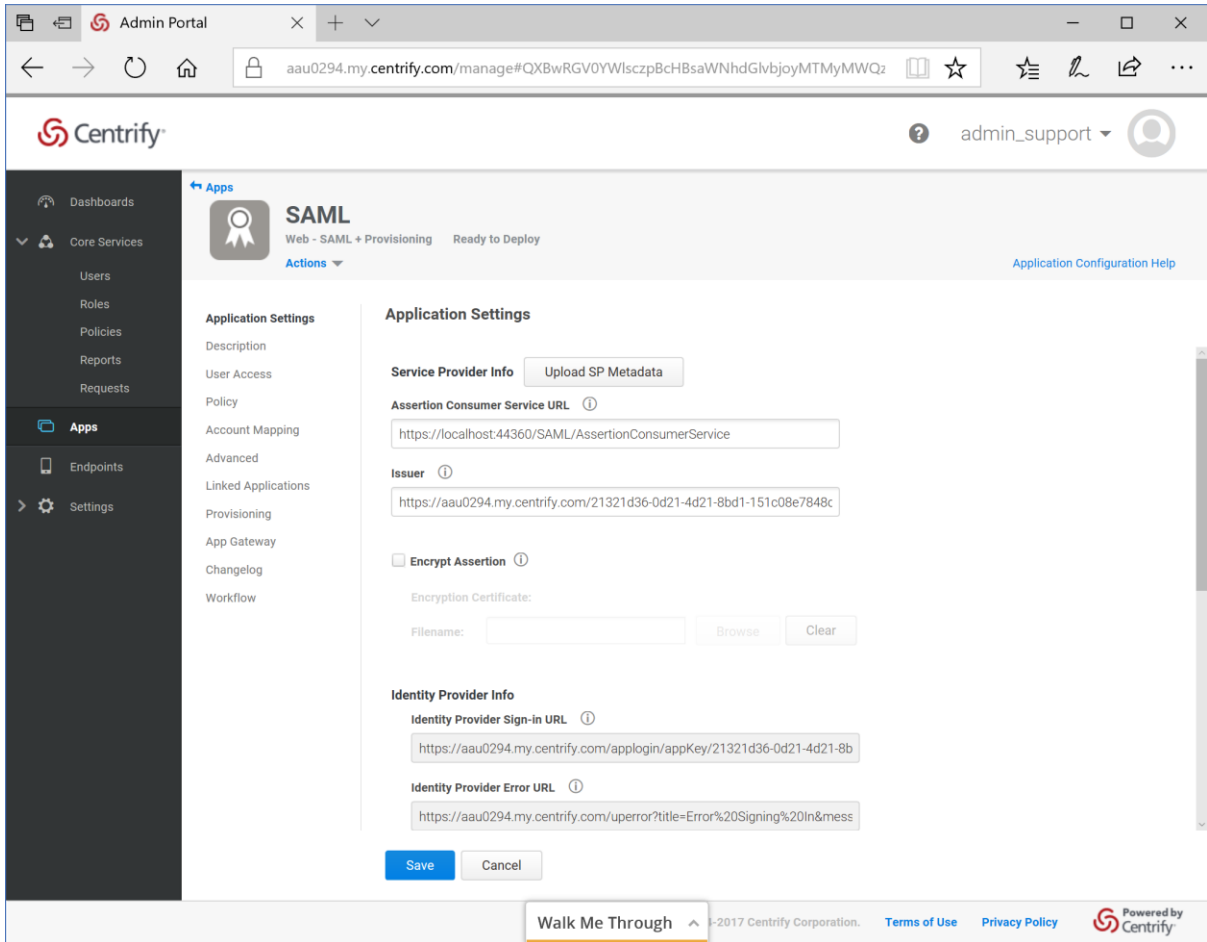 Admin Portal
aau0294.my.centrify.com/manage#QXBwRGV0YWlsczpBcHBsaWNhdGlvbjoyMTMyMWQz
Centrify
admin_support
Apps
SAML
Web - SAML + Provisioning Ready to Deploy
Actions
Application Configuration Help
Dashboards
Core Services
Users
Roles
Policies
Reports
Requests
Apps
Endpoints
Settings
Application Settings
Description
User Access
Policy
Account Mapping
Advanced
Linked Applications
Provisioning
App Gateway
Changelog
Workflow
Application Settings
Service Provider Info Upload SP Metadata
Assertion Consumer Service URL
https://localhost:44360/SAML/AssertionConsumerService
Issuer
https://aau0294.my.centrify.com/21321d36-0d21-4d21-8bd1-151c08e7848c
Encrypt Assertion
Encryption Certificate:
Filename: Browse Clear
Identity Provider Info
Identity Provider Sign-in URL
https://aau0294.my.centrify.com/applogin/appKey/21321d36-0d21-4d21-8b
Identity Provider Error URL
https://aau0294.my.centrify.com/uperror?title=Error%20Signing%20In&mess
Save Cancel
Walk Me Through
-2017 Centrify Corporation. Terms of Use Privacy Policy
Powered by
Centrify